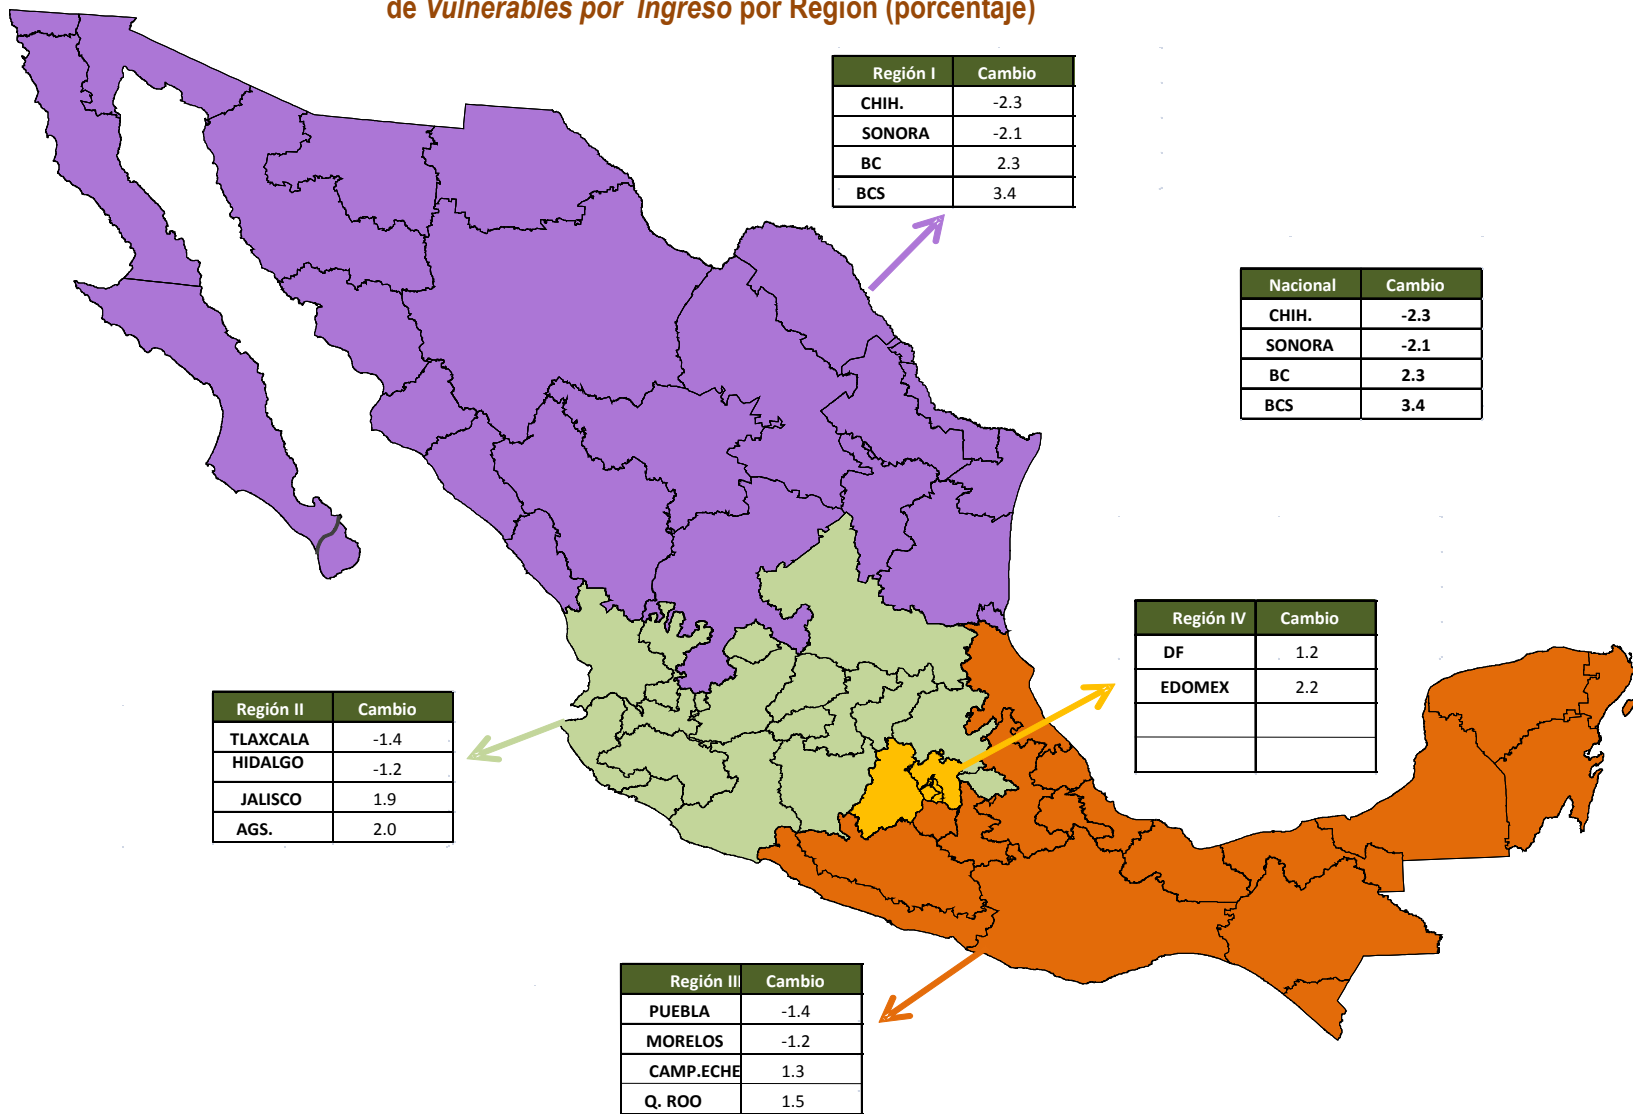 de Vulnerables por Ingreso por Región (porcentaje)
Región I Cambio
CHIH. -2.3
SONORA -2.1
BC 2.3
BCS 3.4
Nacional Cambio
CHIH. -2.3
SONORA -2.1
BC 2.3
BCS 3.4
Región IV Cambio
DF 1.2
EDOMEX 2.2
Región II Cambio
TLAXCALA -1.4
HIDALGO -1.2
JALISCO 1.9
AGS. 2.0
Región III Cambio
PUEBLA -1.4
MORELOS -1.2
CAMP.ECHE 1.3
Q. ROO 1.5